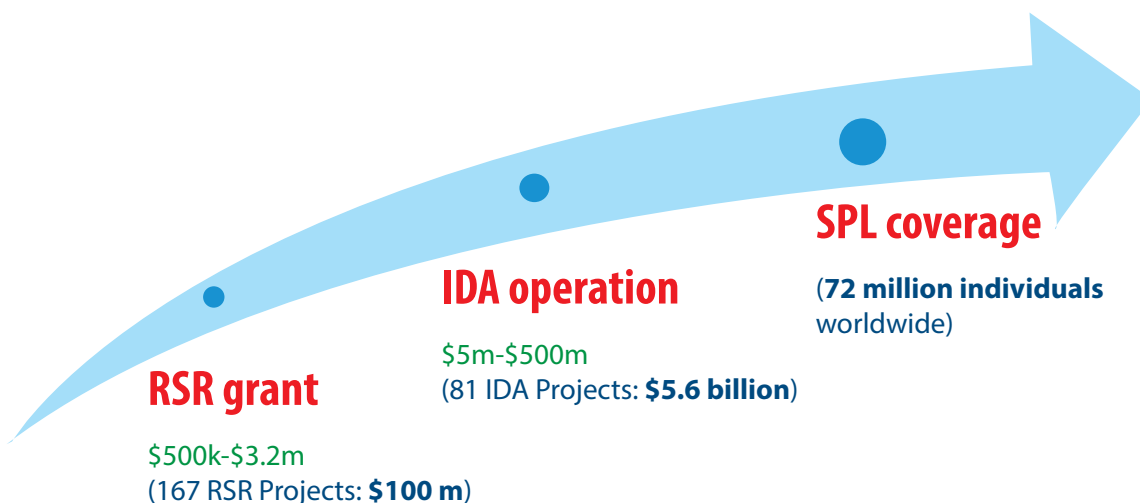 RSR grant
$500k-$3.2m
(167 RSR Projects: $100 m)
IDA operation
$5m-$500m
(81 IDA Projects: $5.6 billion)
SPL coverage
(72 million individuals
worldwide)